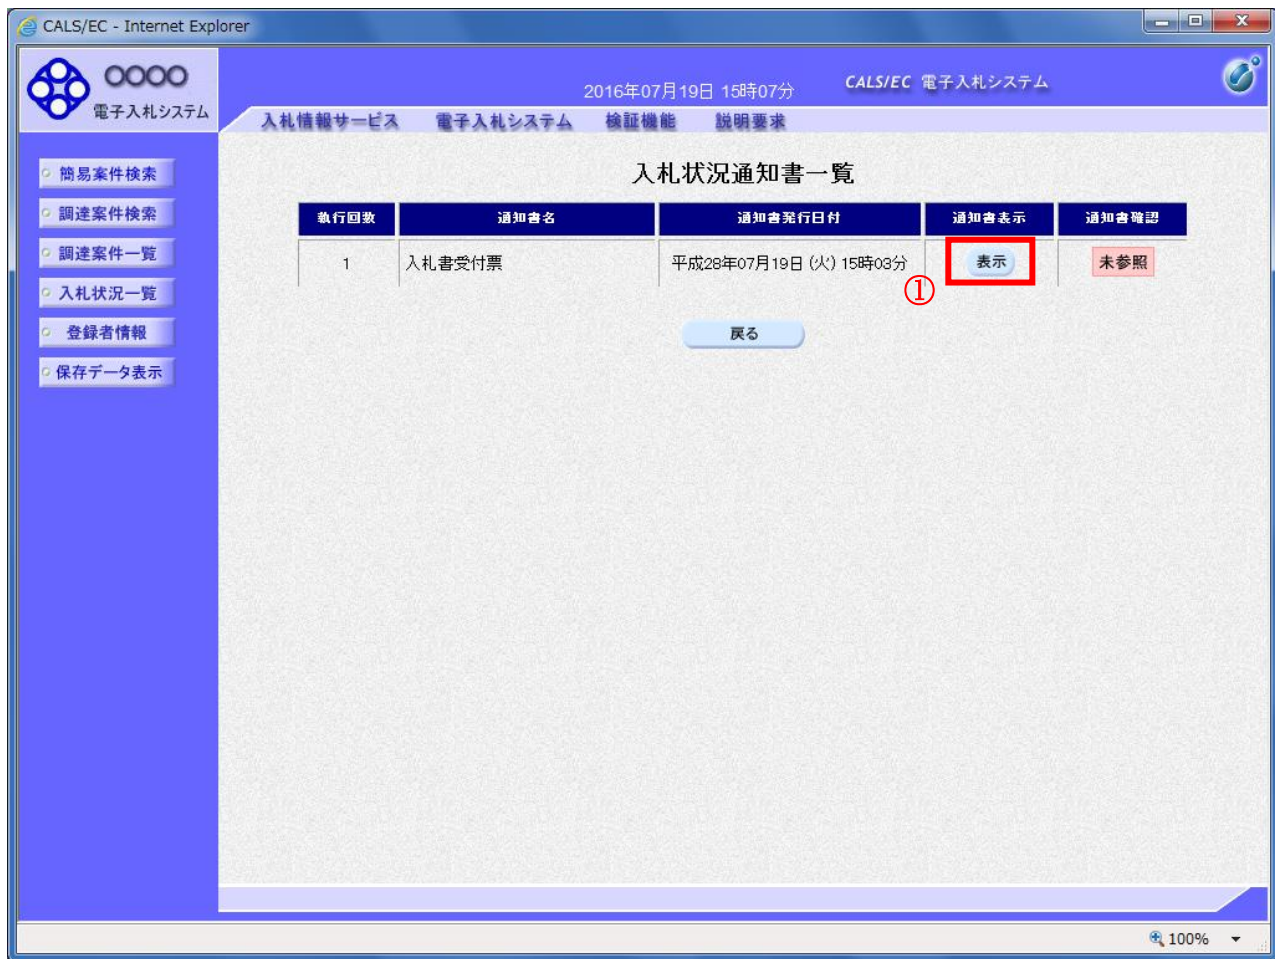 CALS/EC - Internet Explorer
○○○○
電子入札システム
2016年07月19日 15時07分
CALS/EC 電子入札システム
入札情報サービス 電子入札システム 検証機能 説明要求
簡易案件検索
調達案件検索
調達案件一覧
入札状況一覧
登録者情報
保存データ表示
入札状況通知書一覧
執行回数 通知書名 通知書発行日付 通知書表示 通知書確認
1 入札書受付票 平成28年07月19日 (火) 15時03分 表示 未参照
①
戻る
100%